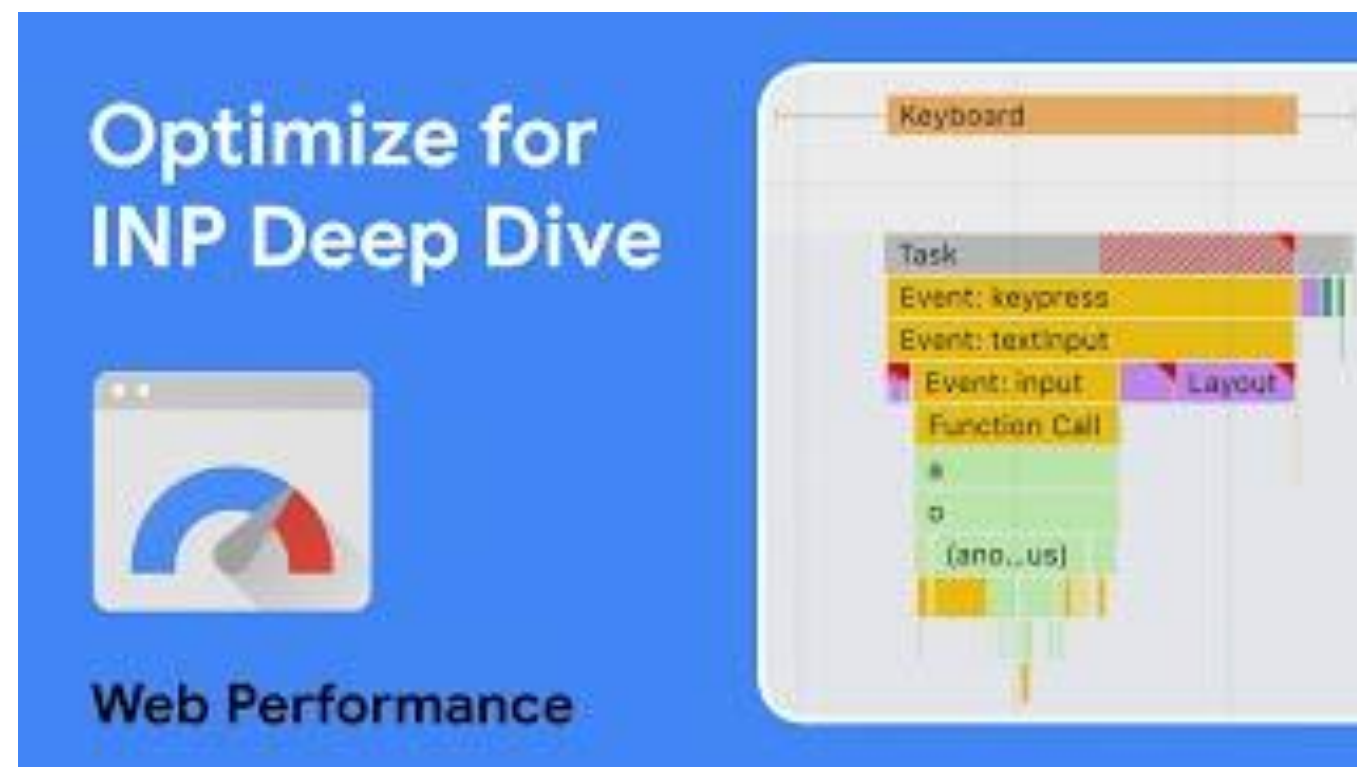 Optimize for
INP Deep Dive
Web Performance
Keyboard
Task
Event: keypress
Event: textInput
Event: input
Layout
Function Call
a
o
(ano...us)